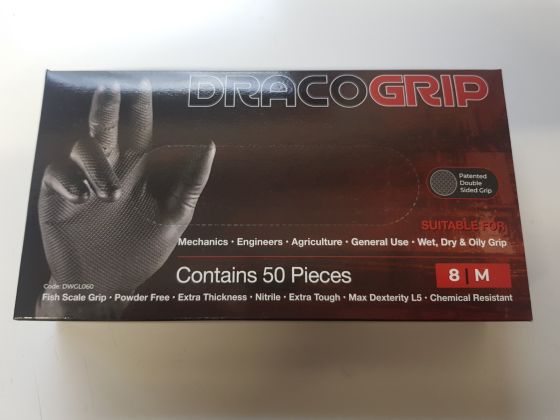 DRACOGRIP
Patented
Double
Sided Grip
SUITABLE FOR
Mechanics • Engineers • Agriculture • General Use • Wet, Dry & Oily Grip
Contains 50 Pieces
8 | M
Code: DWGL060
Fish Scale Grip • Powder Free • Extra Thickness • Nitrile • Extra Tough • Max Dexterity L5 • Chemical Resistant